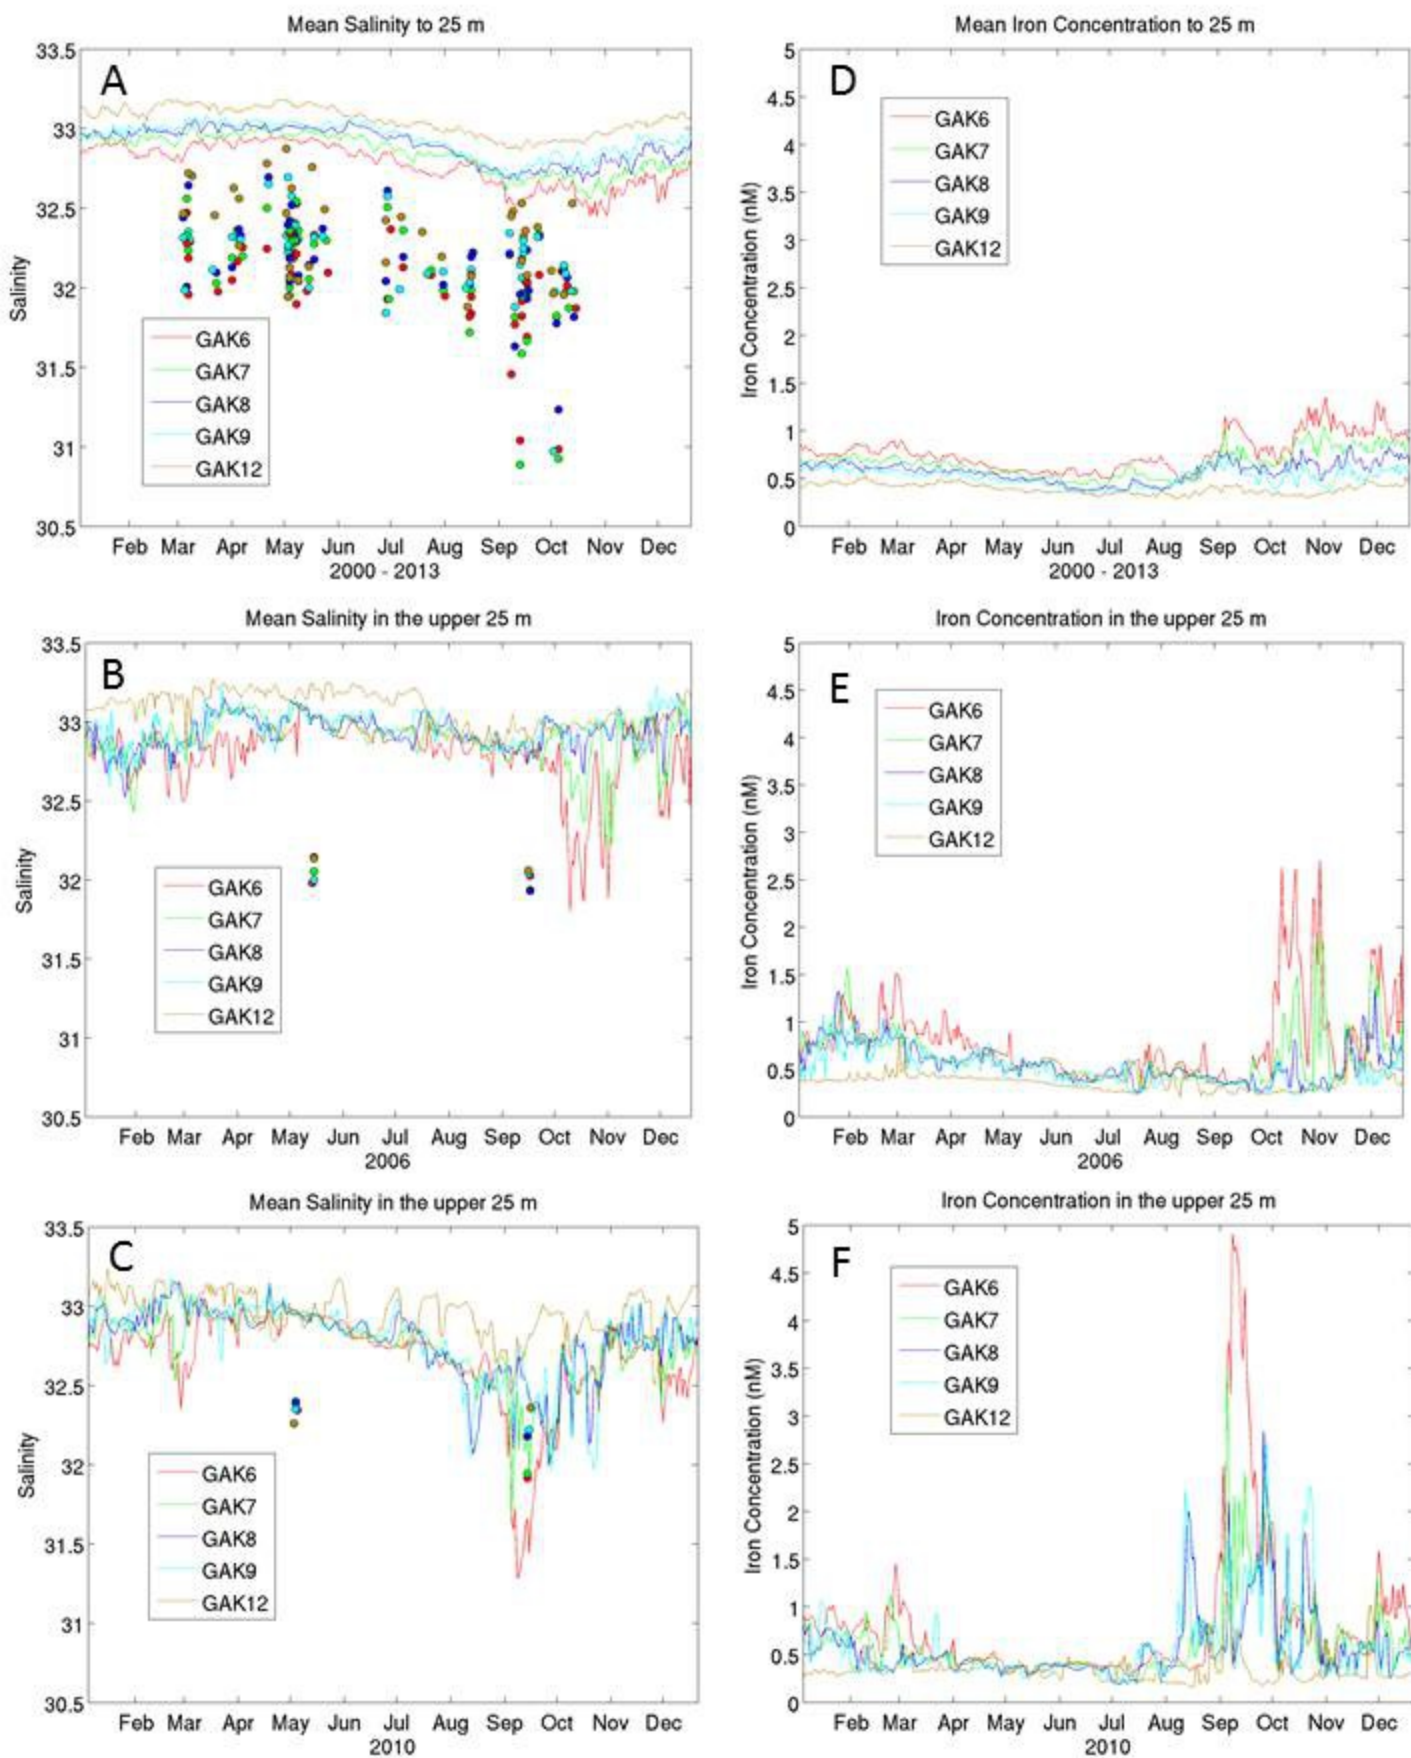 Mean Salinity to 25 m
A
33.5
33
32.5
32
31.5
31
30.5
Salinity
GAK6
GAK7
GAK8
GAK9
GAK12
Feb Mar Apr May Jun Jul Aug Sep Oct Nov Dec
2000 - 2013
Mean Iron Concentration to 25 m
D
5
4.5
4
3.5
3
2.5
2
1.5
1
0.5
0
Iron Concentration (nM)
GAK6
GAK7
GAK8
GAK9
GAK12
Feb Mar Apr May Jun Jul Aug Sep Oct Nov Dec
2000 - 2013
Mean Salinity in the upper 25 m
B
33.5
33
32.5
32
31.5
31
30.5
Salinity
GAK6
GAK7
GAK8
GAK9
GAK12
Feb Mar Apr May Jun Jul Aug Sep Oct Nov Dec
2006
Iron Concentration in the upper 25 m
E
5
4.5
4
3.5
3
2.5
2
1.5
1
0.5
0
Iron Concentration (nM)
GAK6
GAK7
GAK8
GAK9
GAK12
Feb Mar Apr May Jun Jul Aug Sep Oct Nov Dec
2006
Mean Salinity in the upper 25 m
C
33.5
33
32.5
32
31.5
31
30.5
Salinity
GAK6
GAK7
GAK8
GAK9
GAK12
Feb Mar Apr May Jun Jul Aug Sep Oct Nov Dec
2010
Iron Concentration in the upper 25 m
F
5
4.5
4
3.5
3
2.5
2
1.5
1
0.5
0
Iron Concentration (nM)
GAK6
GAK7
GAK8
GAK9
GAK12
Feb Mar Apr May Jun Jul Aug Sep Oct Nov Dec
2010